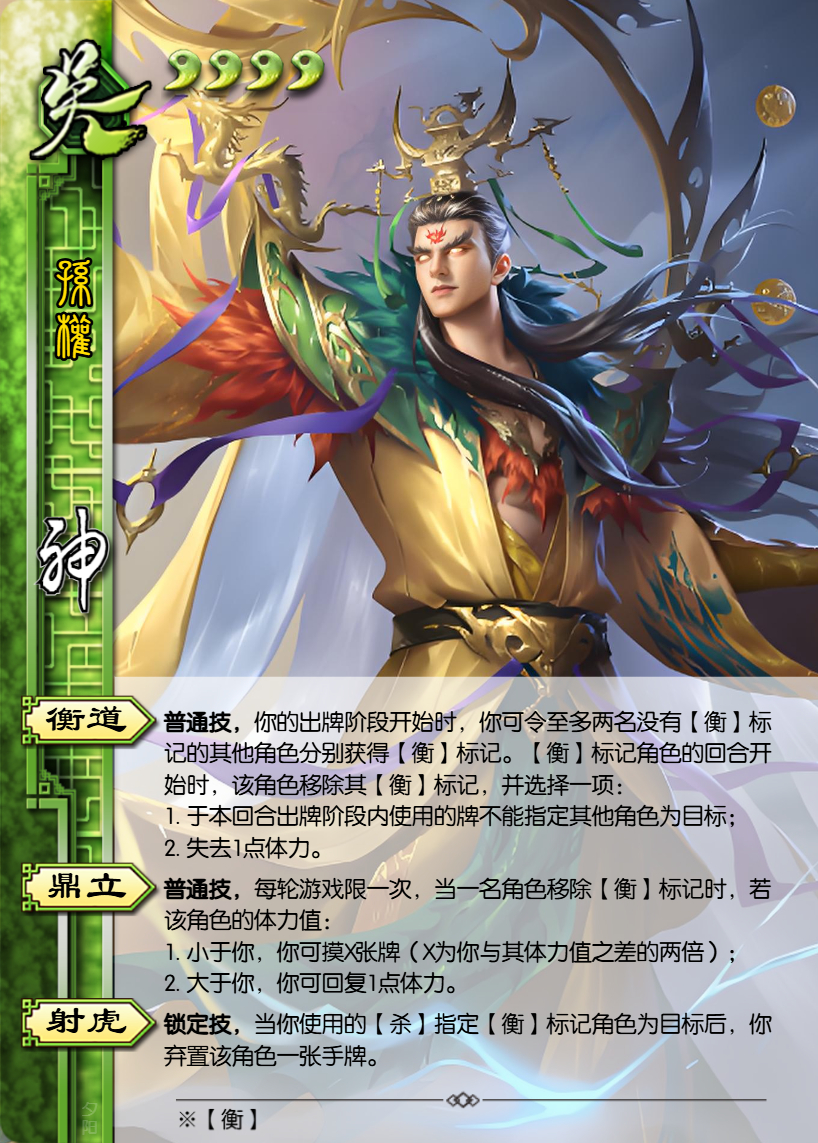 吴
孫權
神
衡道
普通技，你的出牌阶段开始时，你可令至多两名没有【衡】标
记的其他角色分别获得【衡】标记。【衡】标记角色的回合开
始时，该角色移除其【衡】标记，并选择一项：
1. 于本回合出牌阶段内使用的牌不能指定其他角色为目标；
2. 失去1点体力。
鼎立
普通技，每轮游戏限一次，当一名角色移除【衡】标记时，若
该角色的体力值：
1. 小于你，你可摸X张牌（X为你与其体力值之差的两倍）；
2. 大于你，你可回复1点体力。
射虎
锁定技，当你使用的【杀】指定【衡】标记角色为目标后，你
弃置该角色一张手牌。
※【衡】
夕阳